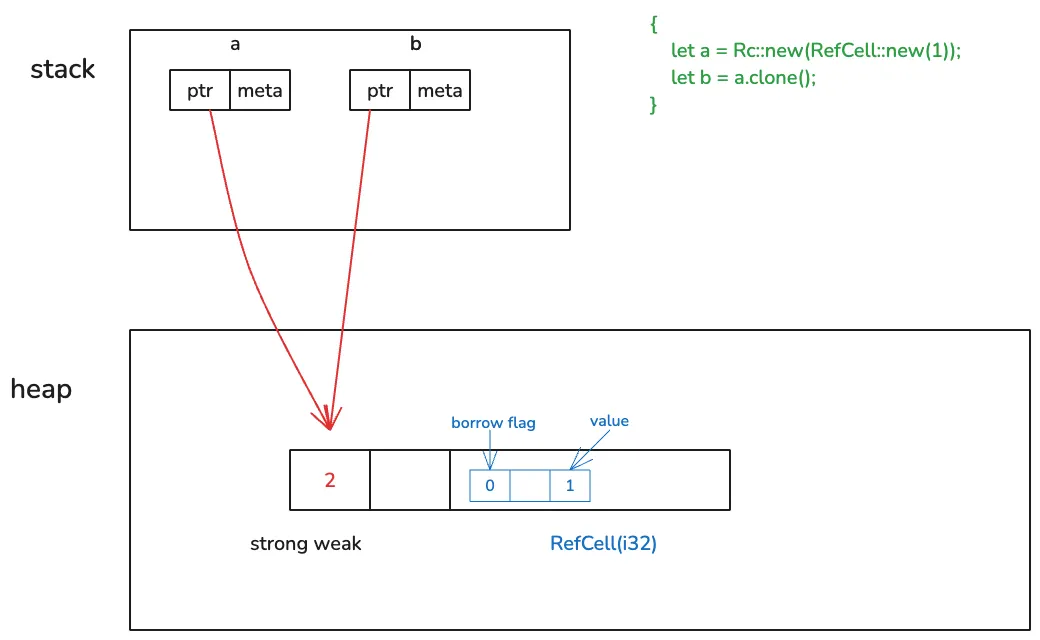 stack
a
b
ptr
meta
ptr
meta
{
let a = Rc::new(RefCell::new(1));
let b = a.clone();
}
heap
borrow flag
value
2
0
1
strong weak
RefCell(i32)